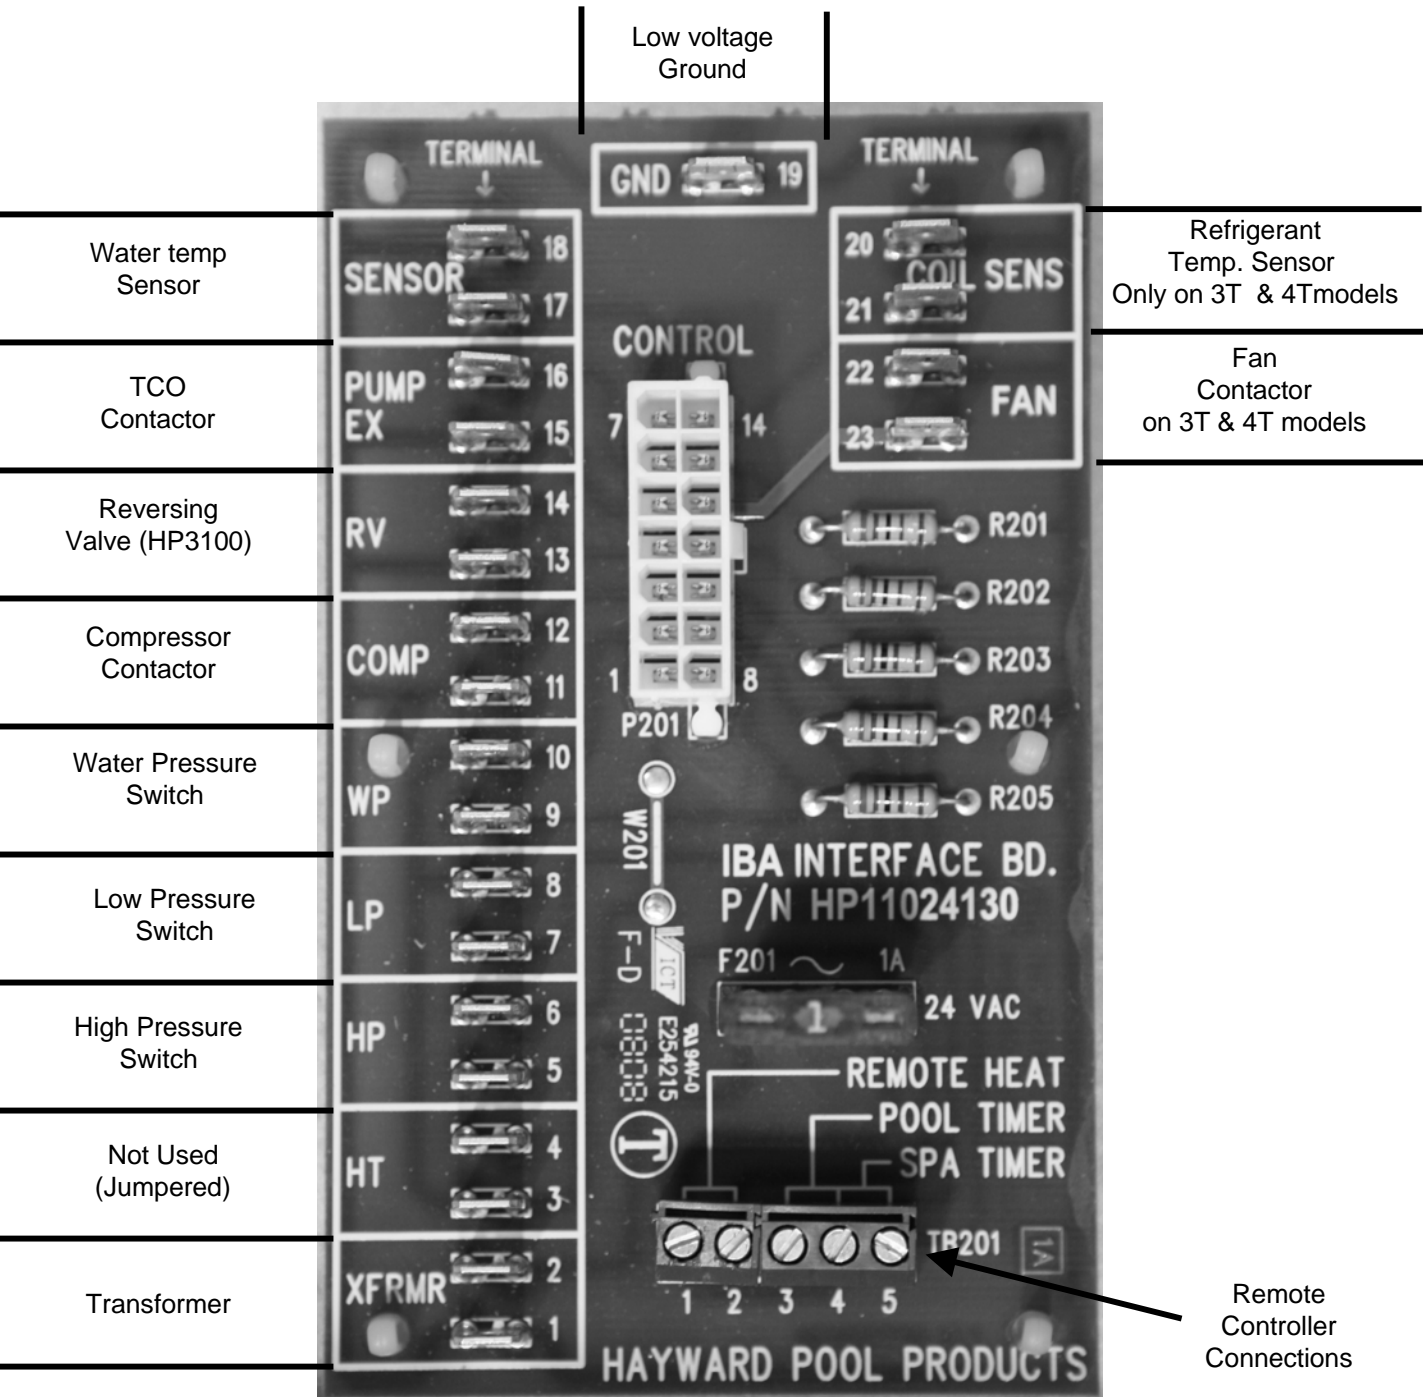 Low voltage
Ground
TERMINAL
GND
19
TERMINAL
Water temp
Sensor
SENSOR
18
17
20
21
COIL SENS
Refrigerant
Temp. Sensor
Only on 3T & 4Tmodels
TCO
Contactor
PUMP
EX
16
15
CONTROL
7
14
22
23
FAN
Fan
Contactor
on 3T & 4T models
Reversing
Valve (HP3100)
RV
14
13
R201
R202
Compressor
Contactor
COMP
12
11
1
8
P201
R203
R204
Water Pressure
Switch
WP
10
9
W201
R205
IBA INTERFACE BD.
P/N HP11024130
Low Pressure
Switch
LP
8
7
F-D
ICT
F201
1A
1
24 VAC
High Pressure
Switch
HP
6
5
0808
E254215
94V-0
REMOTE HEAT
POOL TIMER
SPA TIMER
Not Used
(Jumpered)
HT
4
3
T
Transformer
XFRMR
2
1
TB201
1A
1 2 3 4 5
Remote
Controller
Connections
HAYWARD POOL PRODUCTS